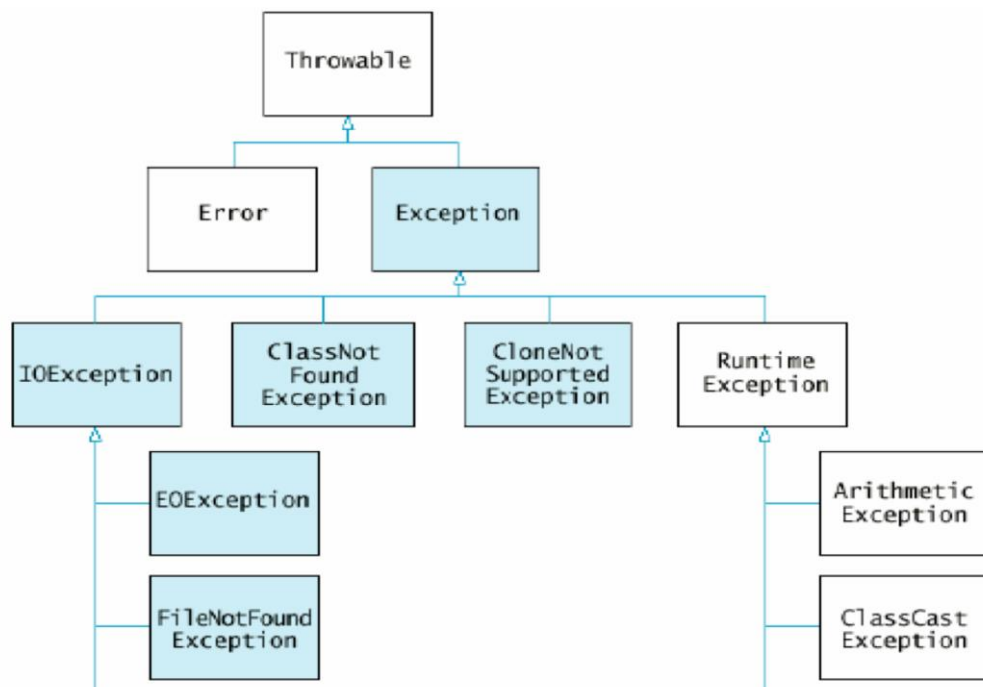 Throwable
Error
Exception
IOException
ClassNot
Found
Exception
CloneNot
Supported
Exception
Runtime
Exception
EOException
Arithmetic
Exception
FileNotFound
Exception
ClassCast
Exception